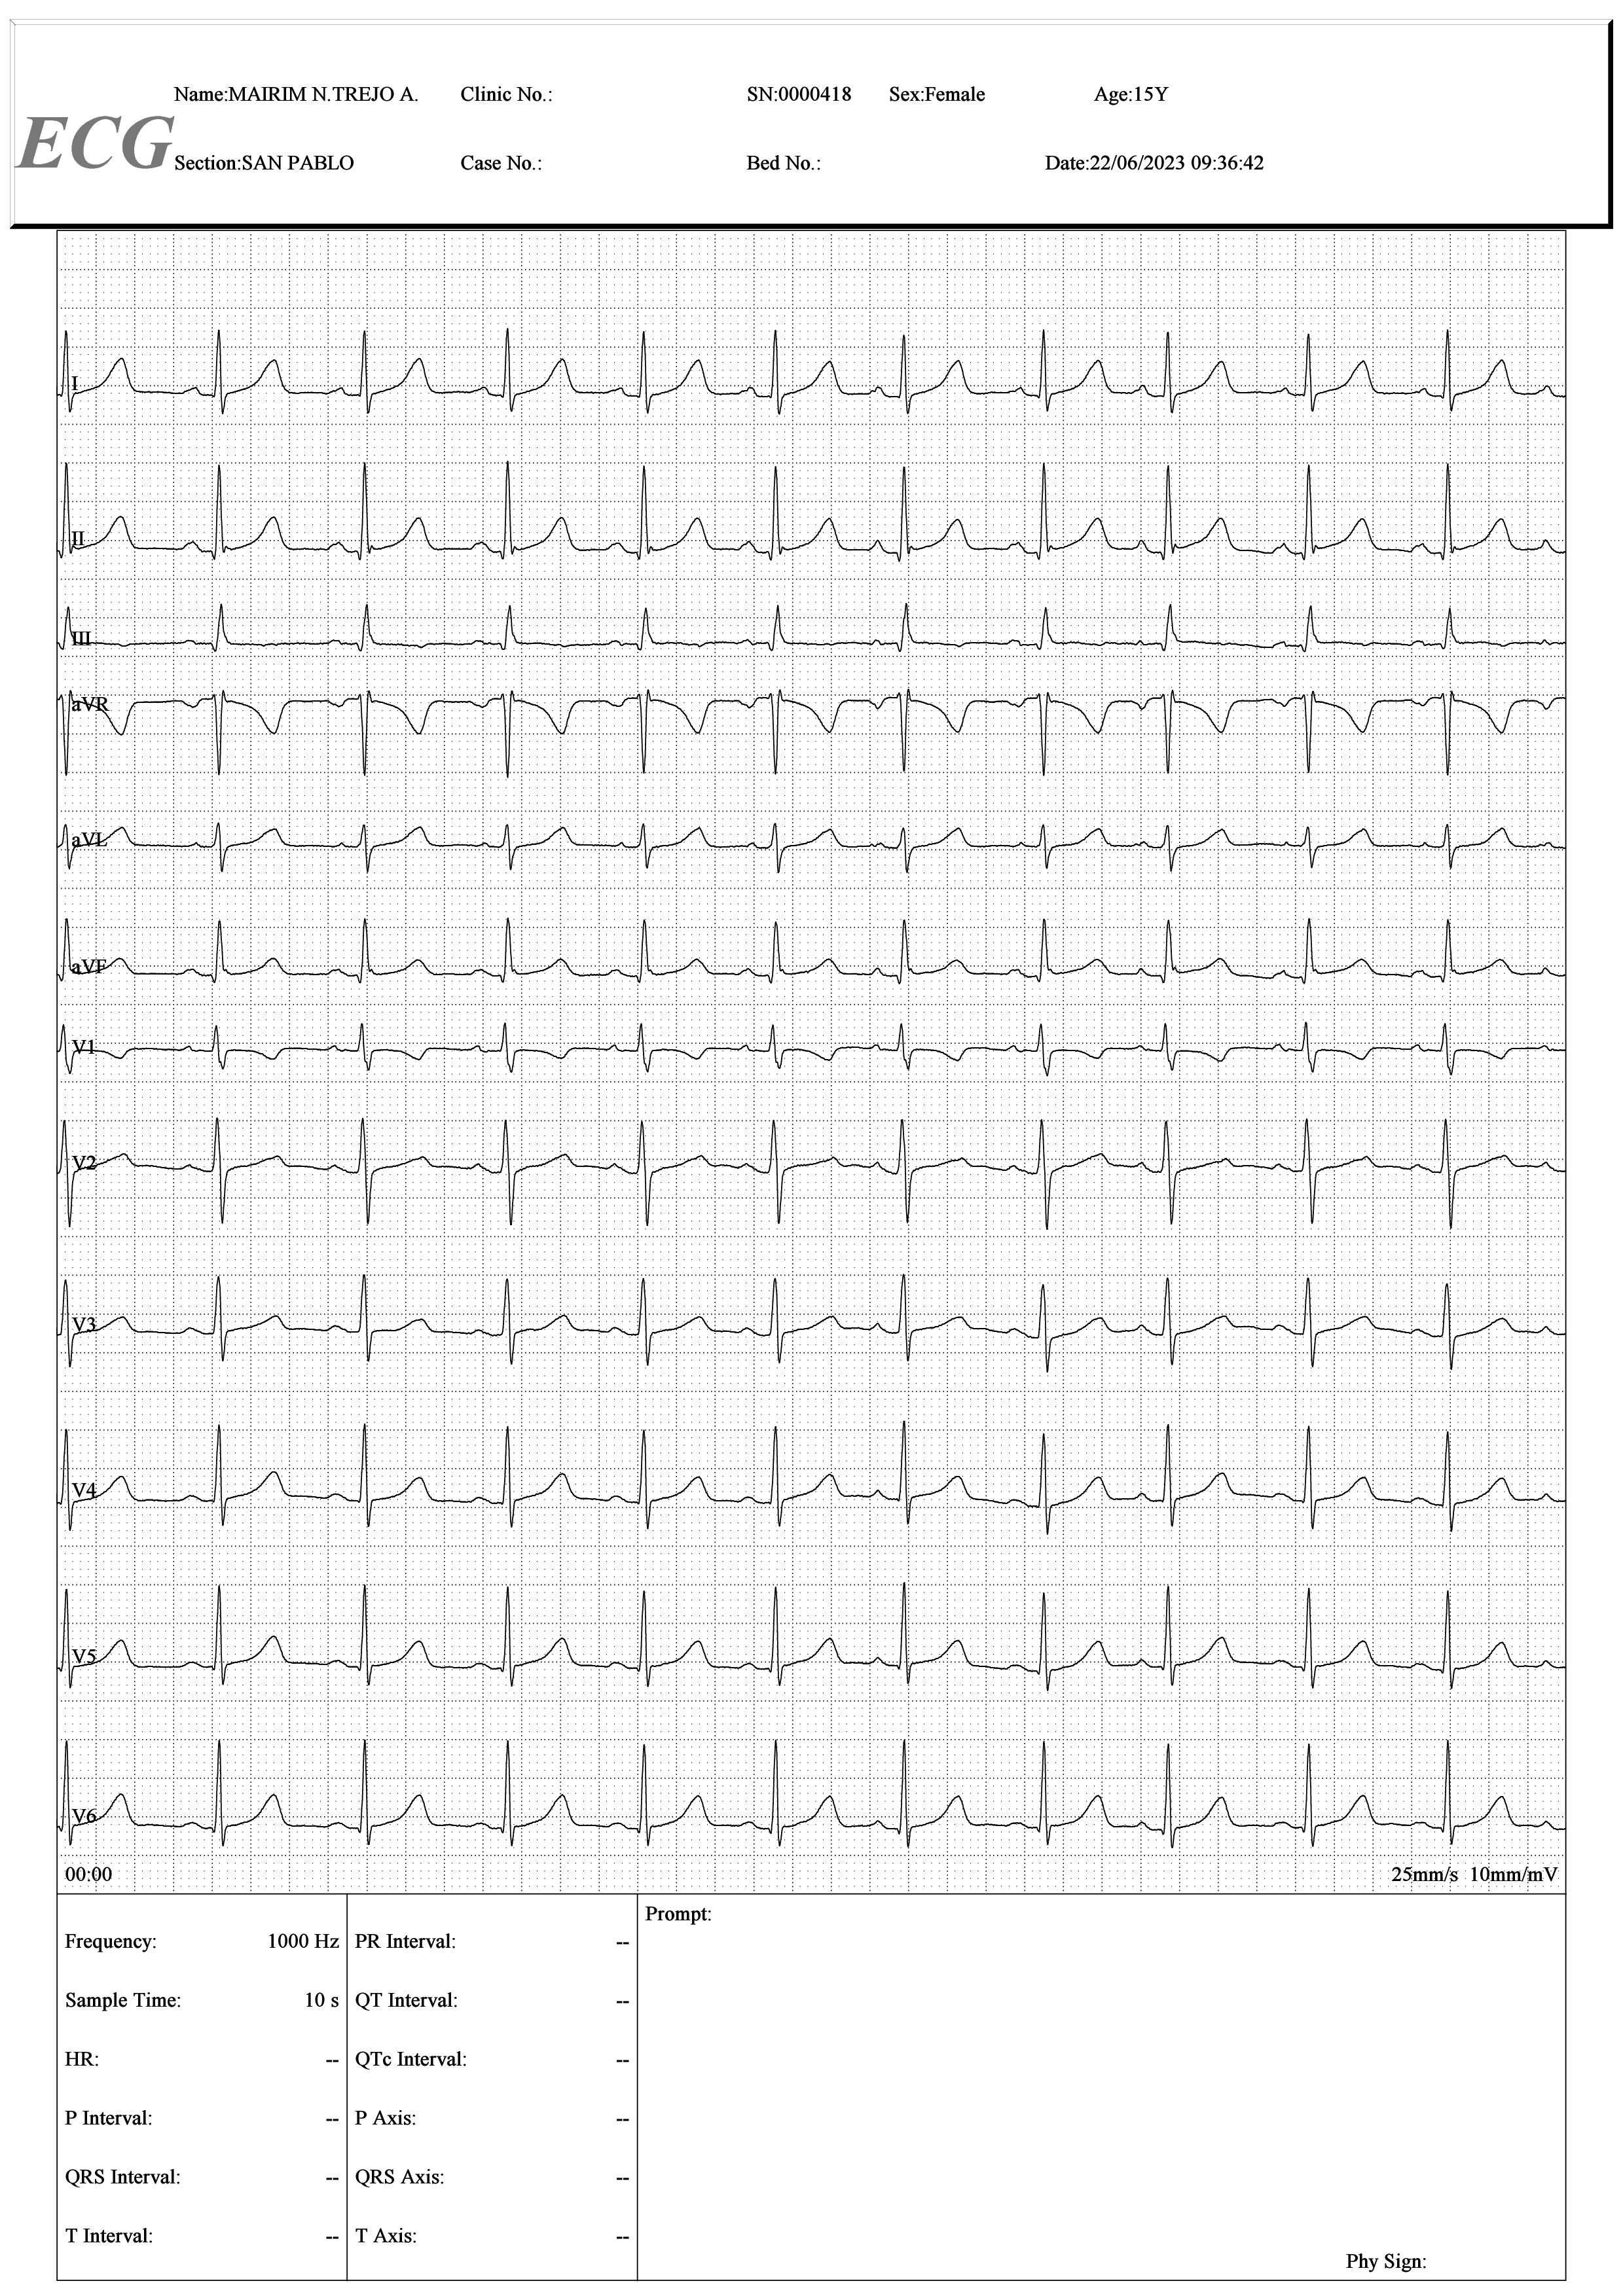 Name:MAIRIM N.TREJO A. Clinic No.: SN:0000418 Sex:Female Age:15Y
ECG
Section:SAN PABLO Case No.: Bed No.: Date:22/06/2023 09:36:42
I
II
III
aVR
aVL
aVF
V1
V2
V3
V4
V5
V6
00:00 25mm/s 10mm/mV
Prompt:
Frequency: 1000 Hz PR Interval: --
Sample Time: 10 s QT Interval: --
HR: -- QTc Interval: --
P Interval: -- P Axis: --
QRS Interval: -- QRS Axis: --
T Interval: -- T Axis: --
Phy Sign: